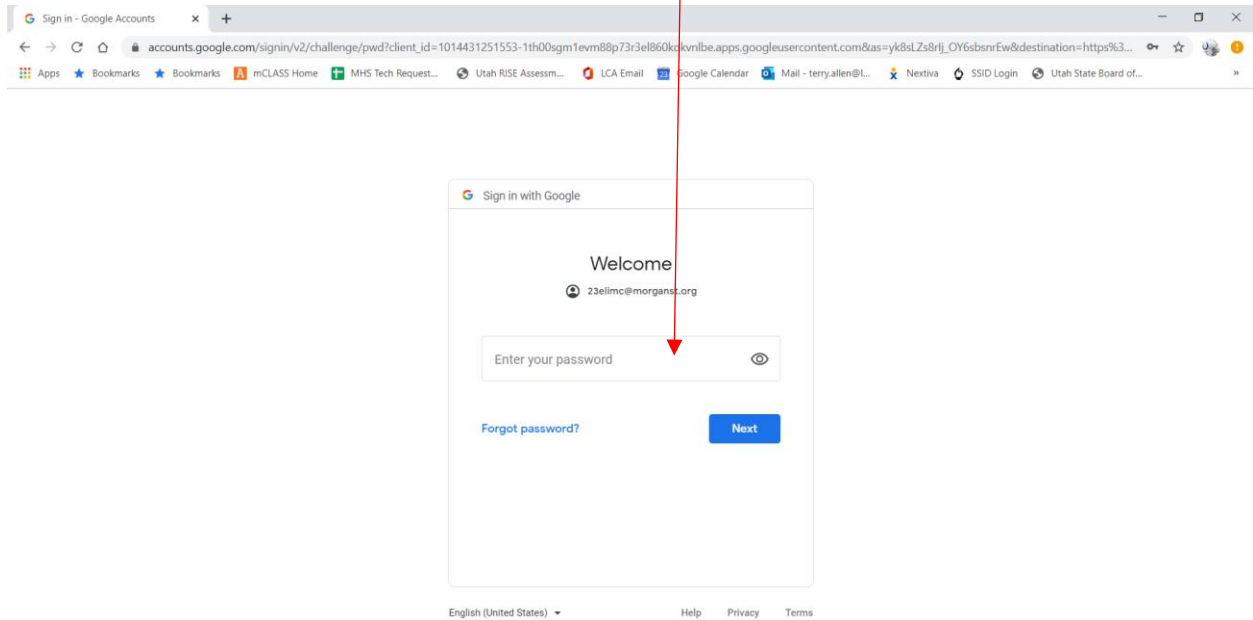 Sign in - Google Accounts
accounts.google.com/signin/v2/challenge/pwd?client_id=1014431251553-1th00sgm1evm88p73r3el860kokvnlbe.apps.googleusercontent.com&as=yk8sLZs8rlj_OY6sbsnrEw&destination=https%3...
Apps Bookmarks Bookmarks mCLASS Home MHS Tech Request... Utah RISE Assessm... LCA Email Google Calendar Mail - terry.allen@l... Nextiva SSID Login Utah State Board of... »
Sign in with Google
Welcome
23elimc@morganst.org
Enter your password
Forgot password? Next
English (United States) Help Privacy Terms